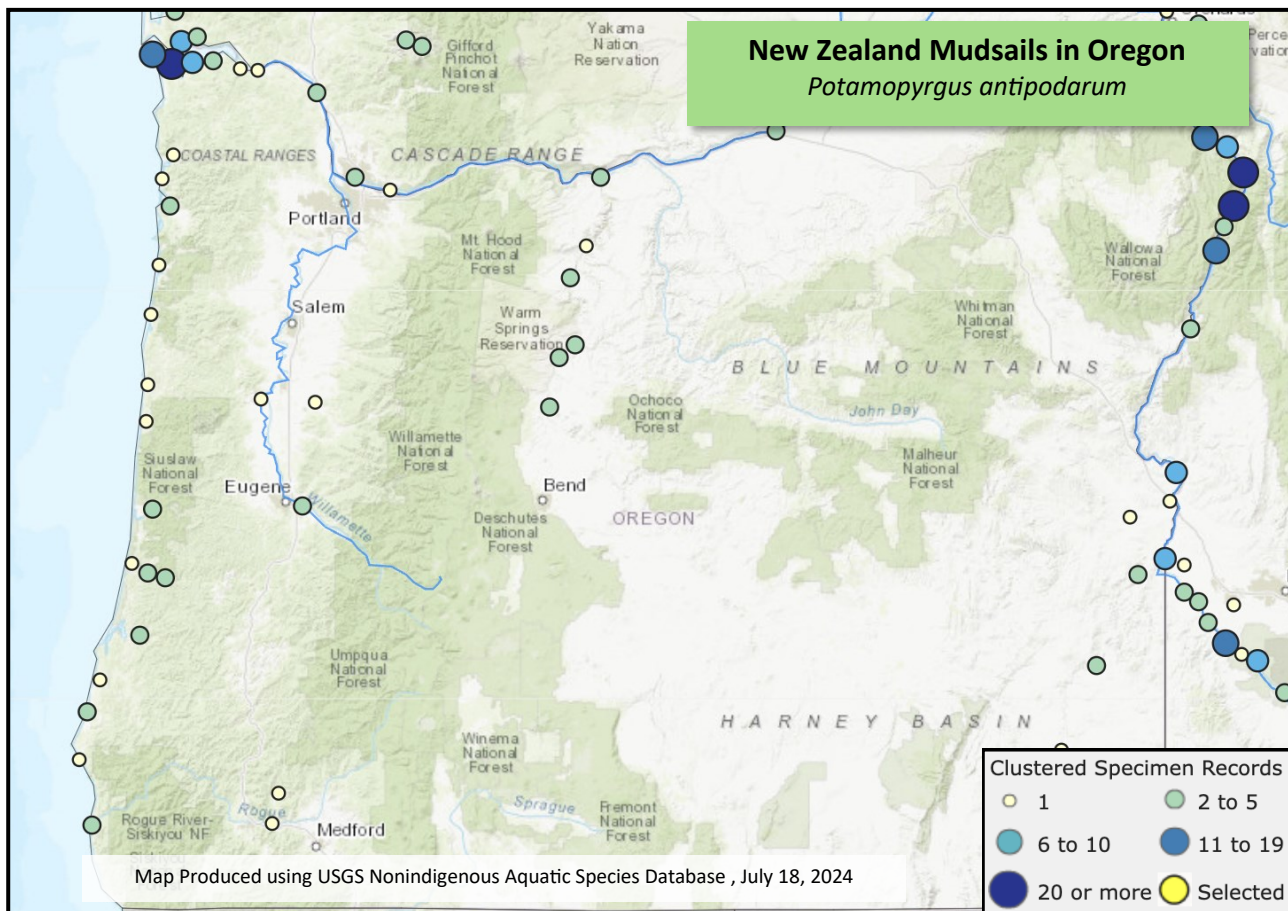 New Zealand Mudsails in Oregon
Potamopyrgus antipodarum
Yakama
Nation
Reservation
Gifford
Pinchot
National
Forest
COASTAL RANGES
CASCADE RANGE
Portland
Mt Hood
National
Forest
Wallowa
National
Forest
Salem
Warm
Springs
Reservation
Whitman
National
Forest
BLUE MOUNTAINS
Ochoco
National
Forest
John Day
Willamette
National
Forest
Malheur
National
Forest
Siuslaw
National
Forest
Eugene
Willamette
Bend
OREGON
Deschutes
National
Forest
Umpqua
National
Forest
HARNEY BASIN
Winema
National
Forest
Sprague
Fremont
National
Forest
Rogue
Rogue River-
Siskiyou NF
Medford
Map Produced using USGS Nonindigenous Aquatic Species Database , July 18, 2024
Clustered Specimen Records
1
2 to 5
6 to 10
11 to 19
20 or more
Selected